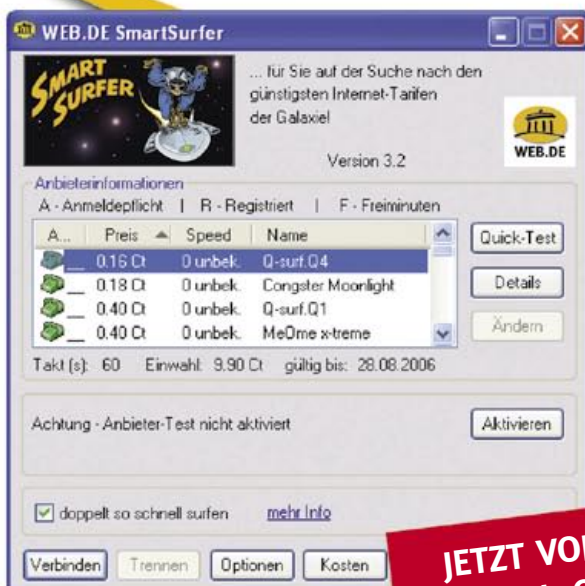 WEB.DE SmartSurfer
SMART
SURFER
... für Sie auf der Suche nach den
günstigsten Internet-Tarifen
der Galaxie!
Version 3.2
WEB.DE
Anbieterinformationen
A - Anmeldepflicht | R - Registriert | F - Freiminuten
A... Preis Speed Name
0.16 Ct 0 unbek. Q-surf.Q4
0.18 Ct 0 unbek. Congster Moonlight
0.40 Ct 0 unbek. Q-surf.Q1
0.40 Ct 0 unbek. MeOme x-treme
Quick-Test
Details
Ändern
Takt (s): 60 Einwahl: 9.90 Ct gültig bis: 28.08.2006
Achtung - Anbieter-Test nicht aktiviert
Aktivieren
doppelt so schnell surfen mehr Info
Verbinden Trennen Optionen Kosten
JETZT